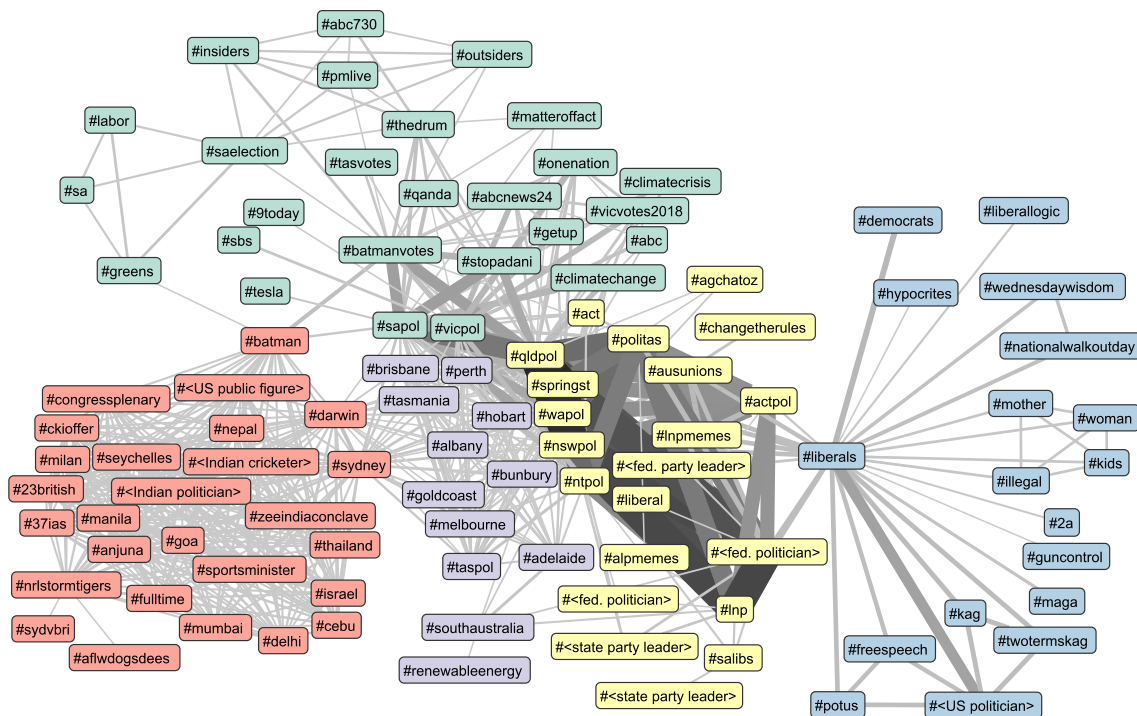 #abc730
#insiders
#outsiders
#pmlive
#labor
#thedrum
#matteroffact
#saelection
#tasvotes
#onenation
#climatecrisis
#sa
#qanda
#abcnews24
#9today
#vicvotes2018
#sbs
#getup
#abc
#batmanvotes
#stopadani
#greens
#climatechange
#tesla
#sapol
#vicpol
#democrats
#liberallogic
#agchatoz
#hypocrites
#wednesdaywisdom
#act
#changetherules
#batman
#qldpol
#politas
#nationalwalkoutday
#brisbane
#perth
#ausunions
#<US public figure>
#springst
#congressplenary
#tasmania
#actpol
#mother
#darwin
#hobart
#wapol
#woman
#ckioffer
#nepal
#lnpmemes
#albany
#nswpol
#liberals
#milan
#seychelles
#<Indian cricketer>
#sydney
#<fed. party leader>
#kids
#bunbury
#ntpol
#illegal
#23british
#<Indian politician>
#goldcoast
#liberal
#37ias
#manila
#zeeindiaconclave
#melbourne
#2a
#anjuna
#goa
#thailand
#<fed. politician>
#guncontrol
#taspol
#adelaide
#alpmemes
#nrlstormtigers
#sportsminister
#israel
#fulltime
#<fed. politician>
#lnp
#kag
#maga
#sydvbri
#mumbai
#cebu
#southaustralia
#twotermskag
#delhi
#<state party leader>
#freespeech
#aflwdogsdees
#renewableenergy
#salibs
#<state party leader>
#potus
#<US politician>